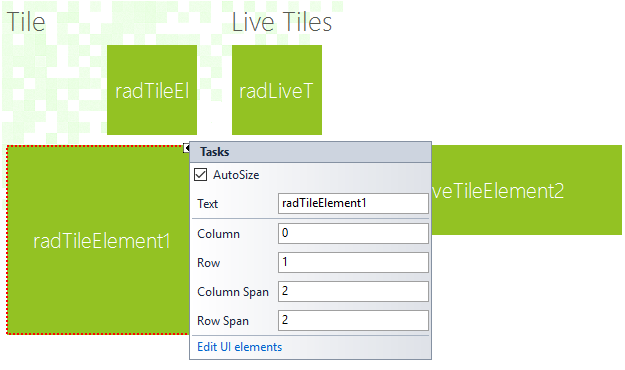 Tile
Live Tiles
radTileEl
radLiveT
radTileElement1
veTileElement2
Tasks
AutoSize
Text radTileElement1
Column 0
Row 1
Column Span 2
Row Span 2
Edit UI elements